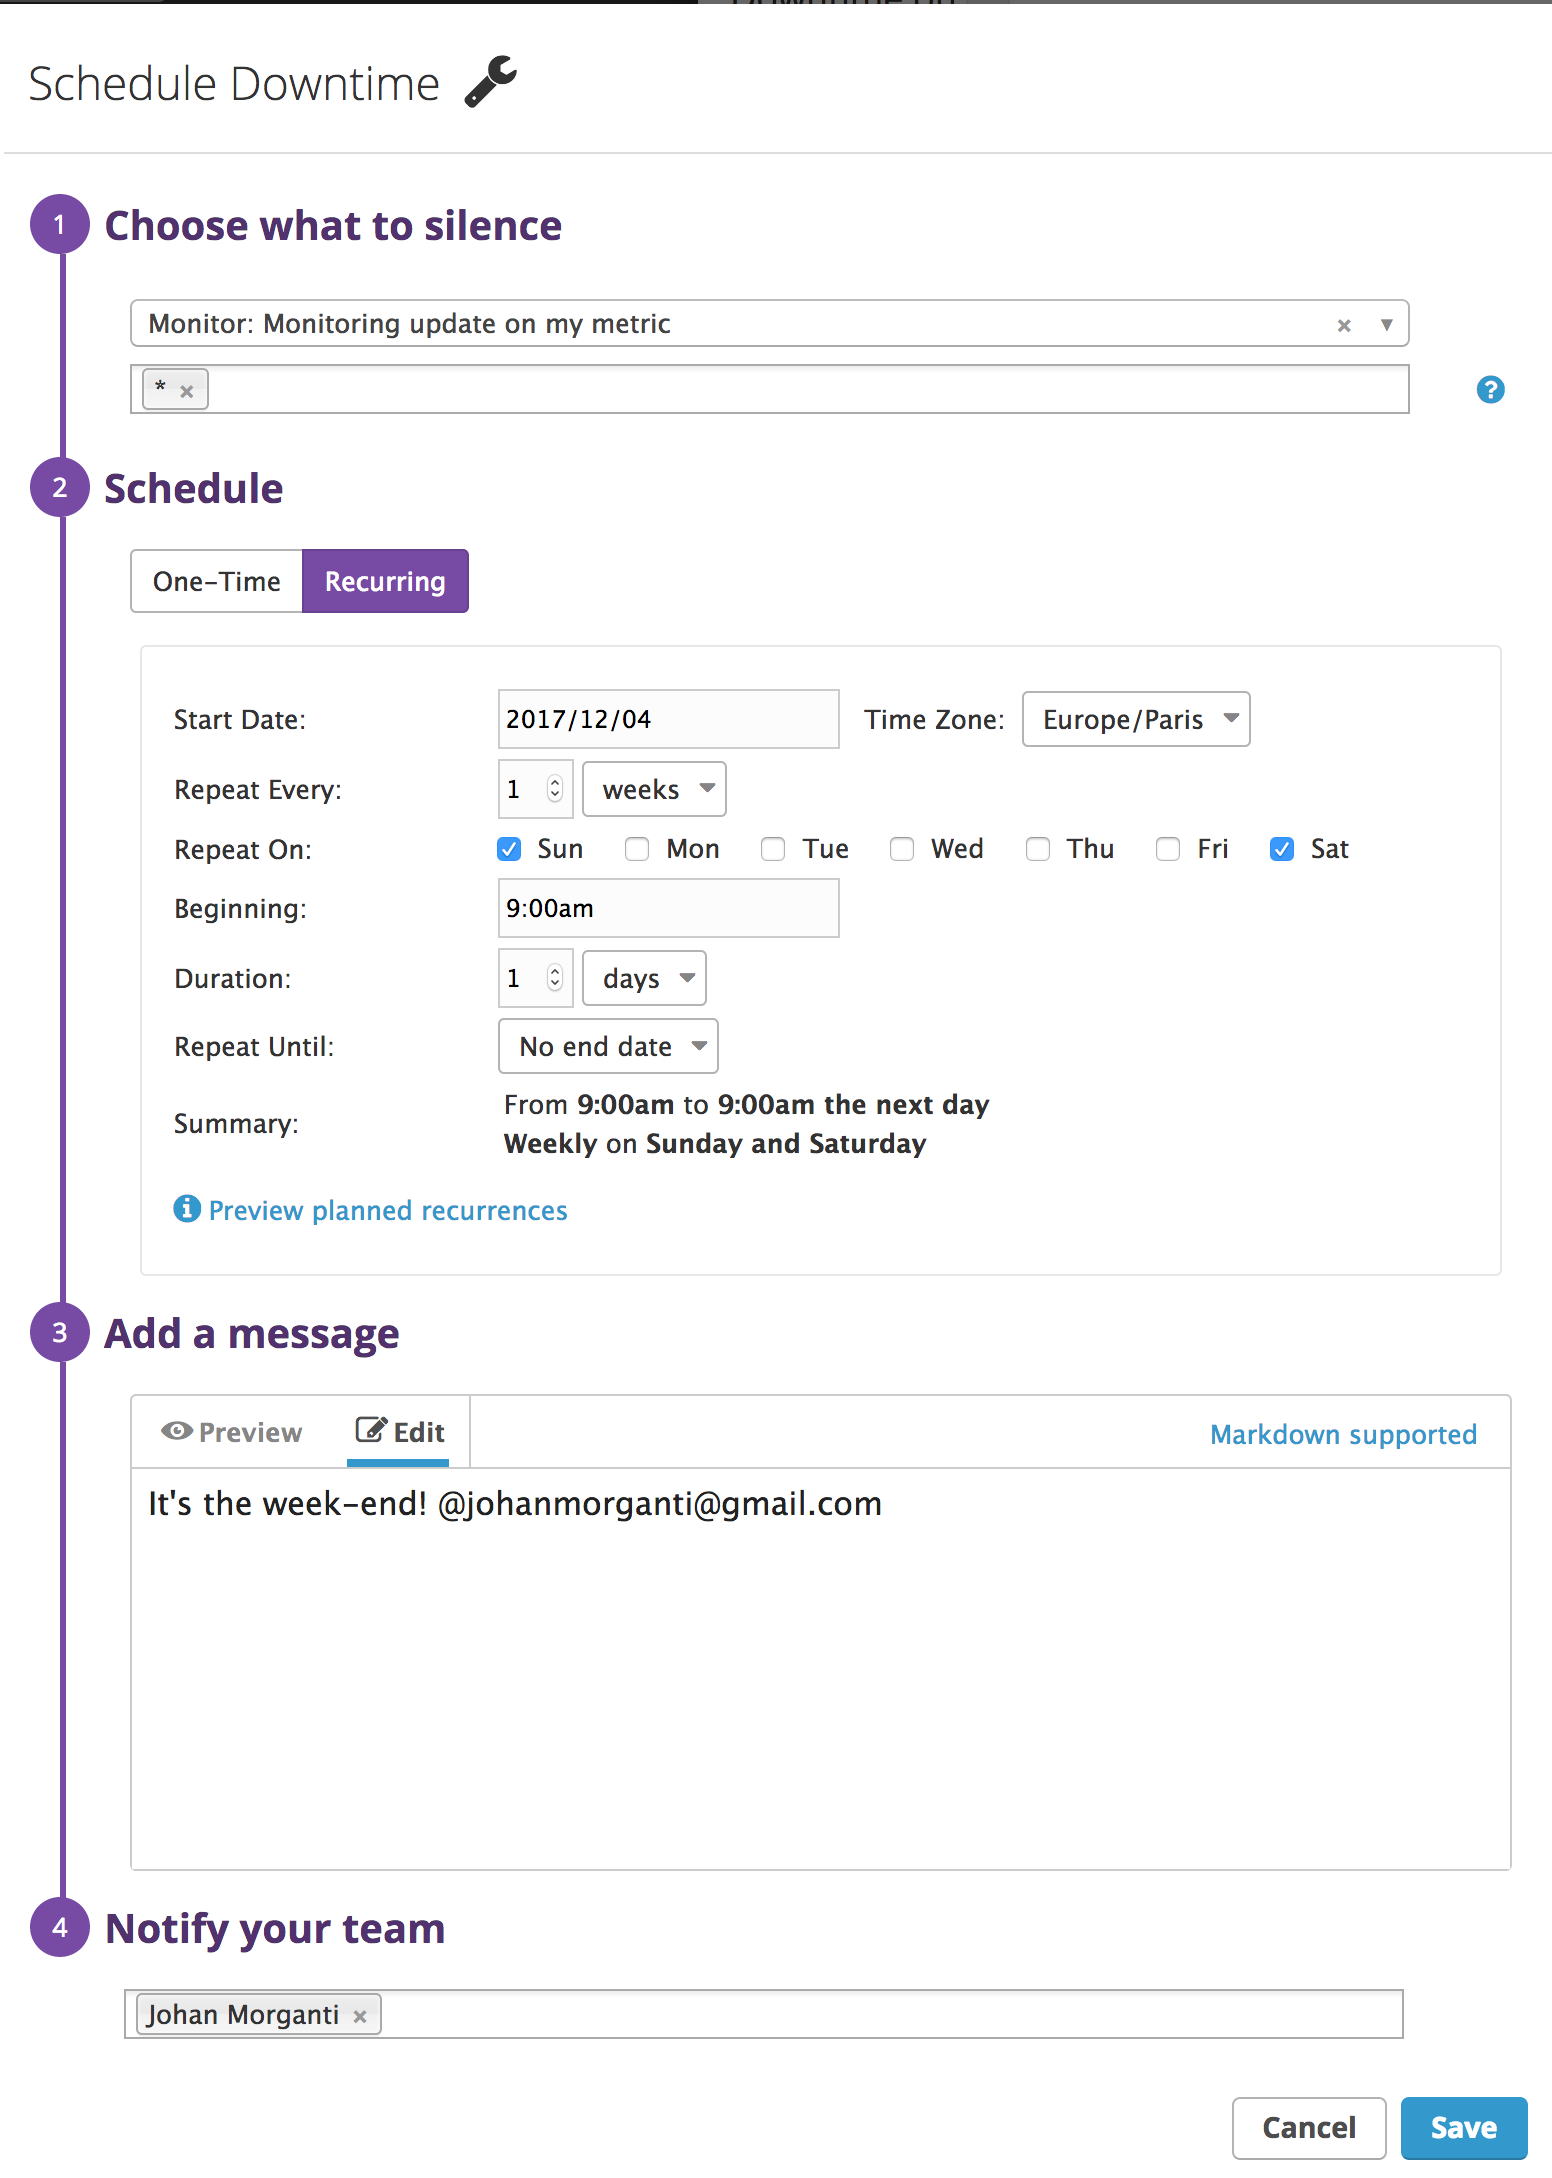 Schedule Downtime
1 Choose what to silence
Monitor: Monitoring update on my metric × ▼
* × ?
2 Schedule
One-Time Recurring
Start Date: 2017/12/04 Time Zone: Europe/Paris
Repeat Every: 1 weeks
Repeat On: Sun Mon Tue Wed Thu Fri Sat
Beginning: 9:00am
Duration: 1 days
Repeat Until: No end date
Summary: From 9:00am to 9:00am the next day
Weekly on Sunday and Saturday
Preview planned recurrences
3 Add a message
Preview Edit Markdown supported
It's the week-end! @johanmorganti@gmail.com
4 Notify your team
Johan Morganti ×
Cancel Save